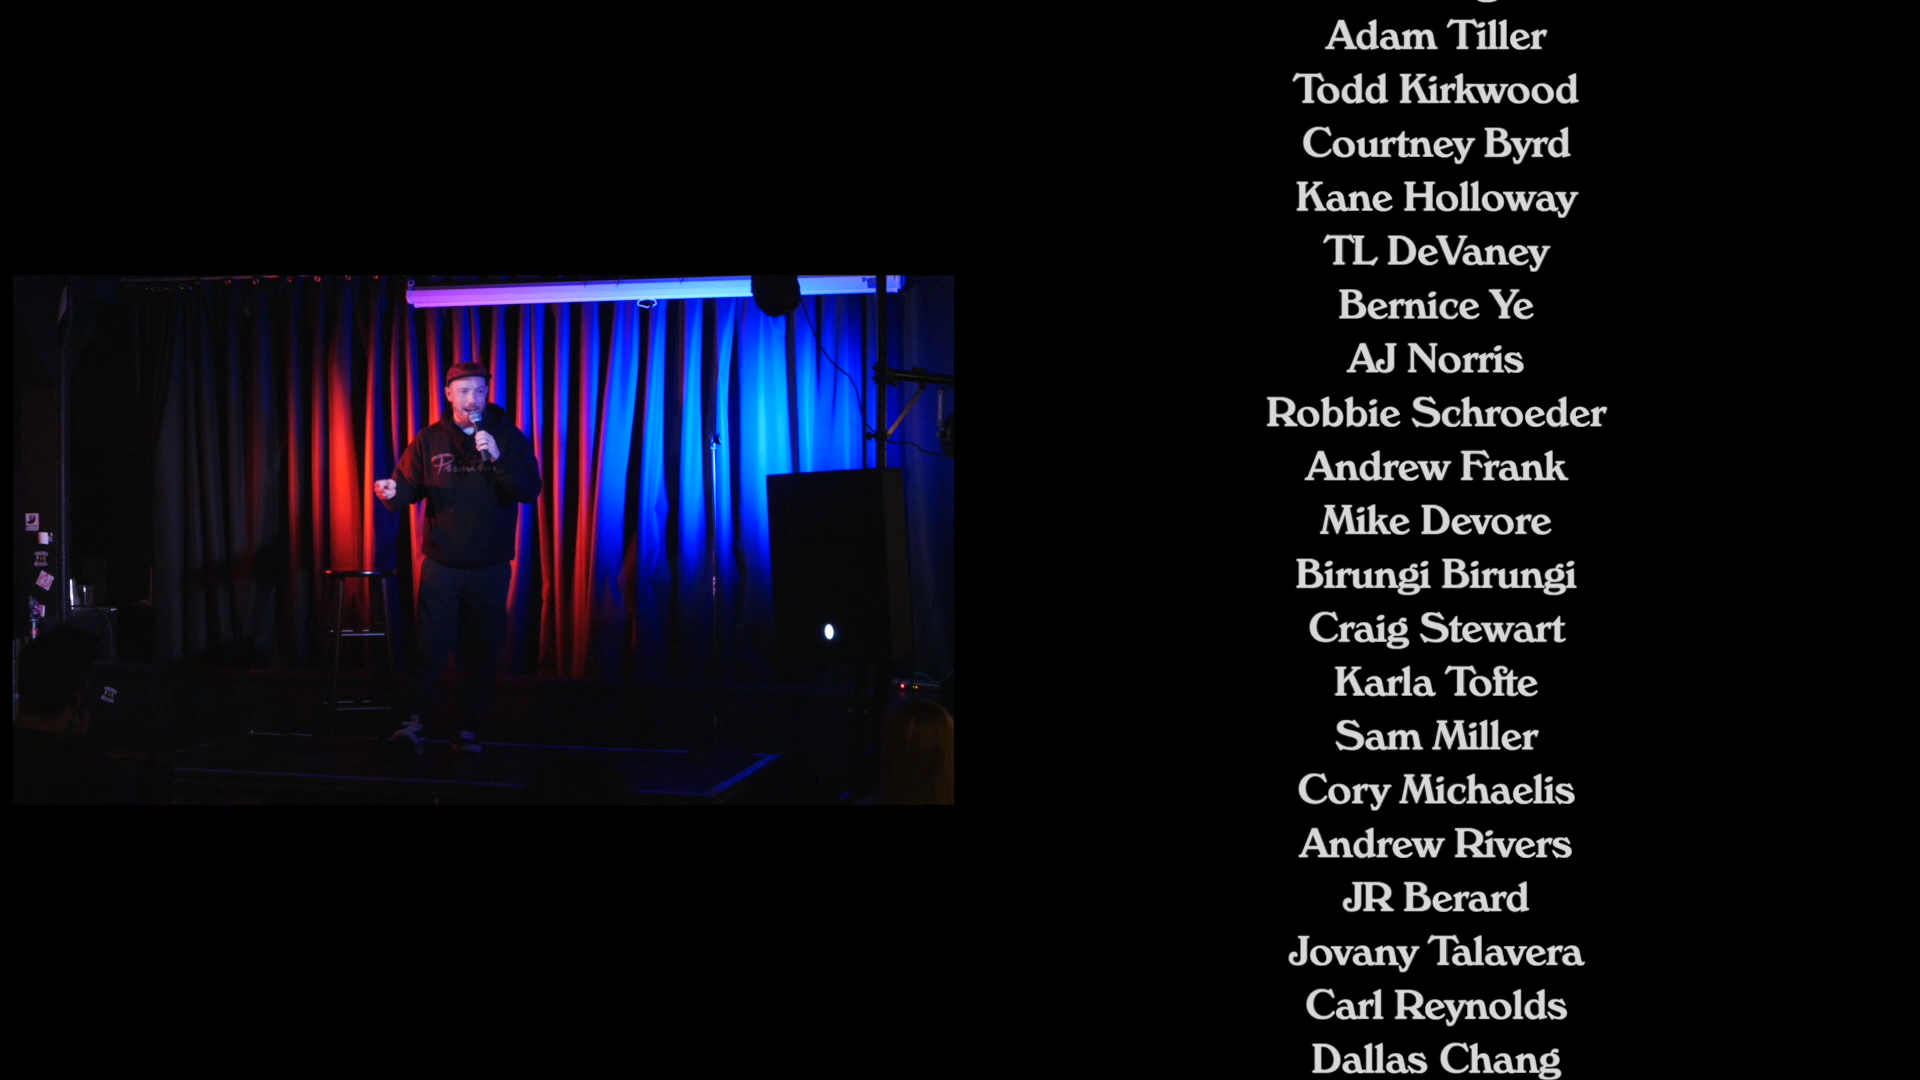 Adam Tiller
Todd Kirkwood
Courtney Byrd
Kane Holloway
TL DeVaney
Bernice Ye
AJ Norris
Robbie Schroeder
Andrew Frank
Mike Devore
Birungi Birungi
Craig Stewart
Karla Tofte
Sam Miller
Cory Michaelis
Andrew Rivers
JR Berard
Jovany Talavera
Carl Reynolds
Dallas Chang